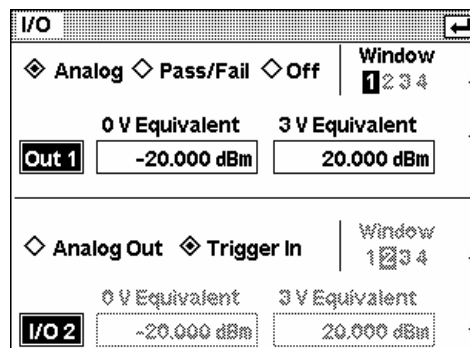 I/O
Analog Pass/Fail Off Window
1 2 3 4
0 V Equivalent 3 V Equivalent
Out 1 -20.000 dBm 20.000 dBm
Analog Out Trigger In Window
1 2 3 4
0 V Equivalent 3 V Equivalent
I/O 2 -20.000 dBm 20.000 dBm